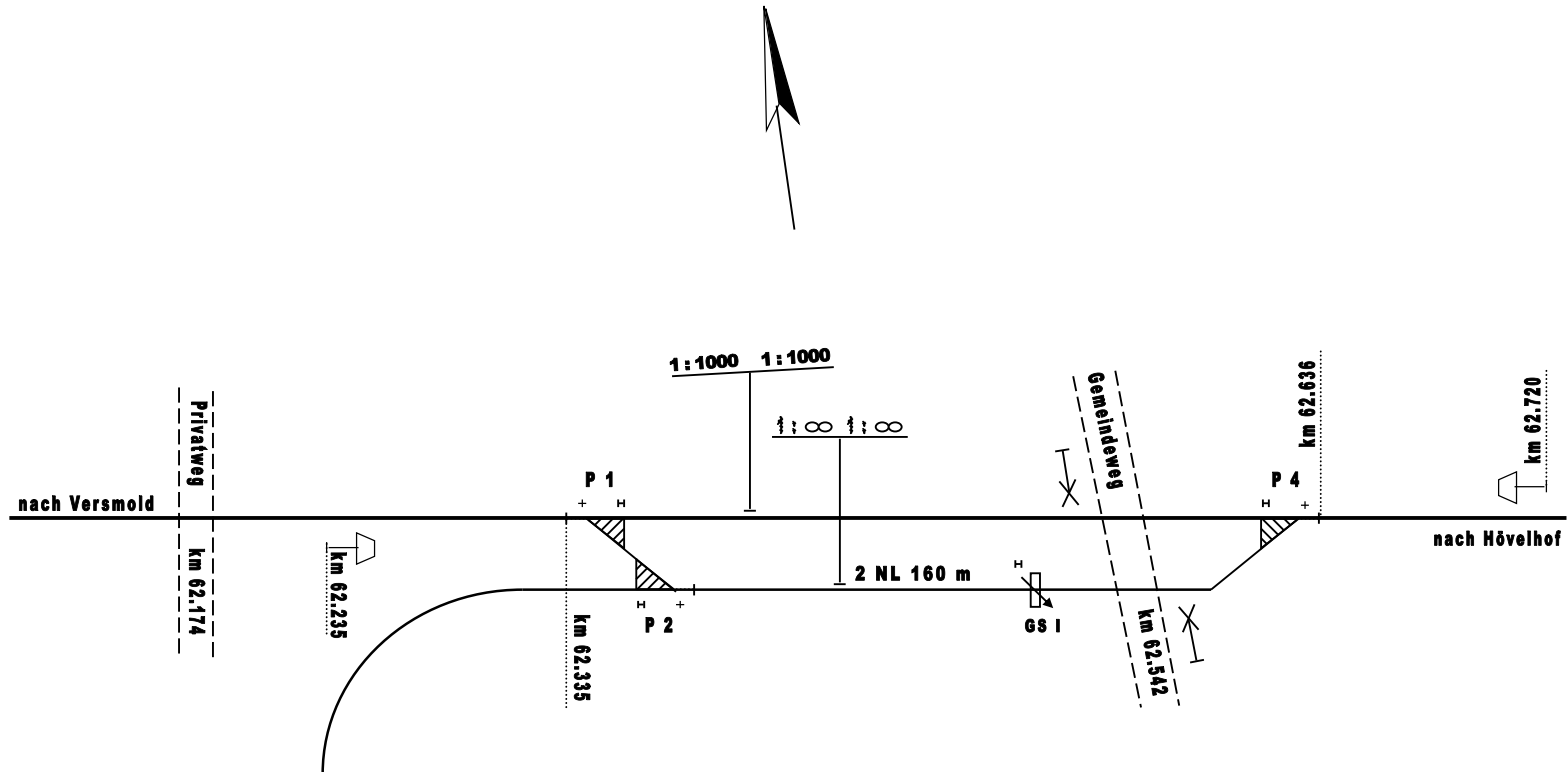 1:1000 1:1000
1:∞ 1:∞
Privatweg
km 62.174
nach Versmold
km 62.235
P 1
P 2
km 62.335
2 NL 160 m
GS I
Gemeindeweg
km 62.542
P 4
km 62.636
km 62.720
nach Hövelhof